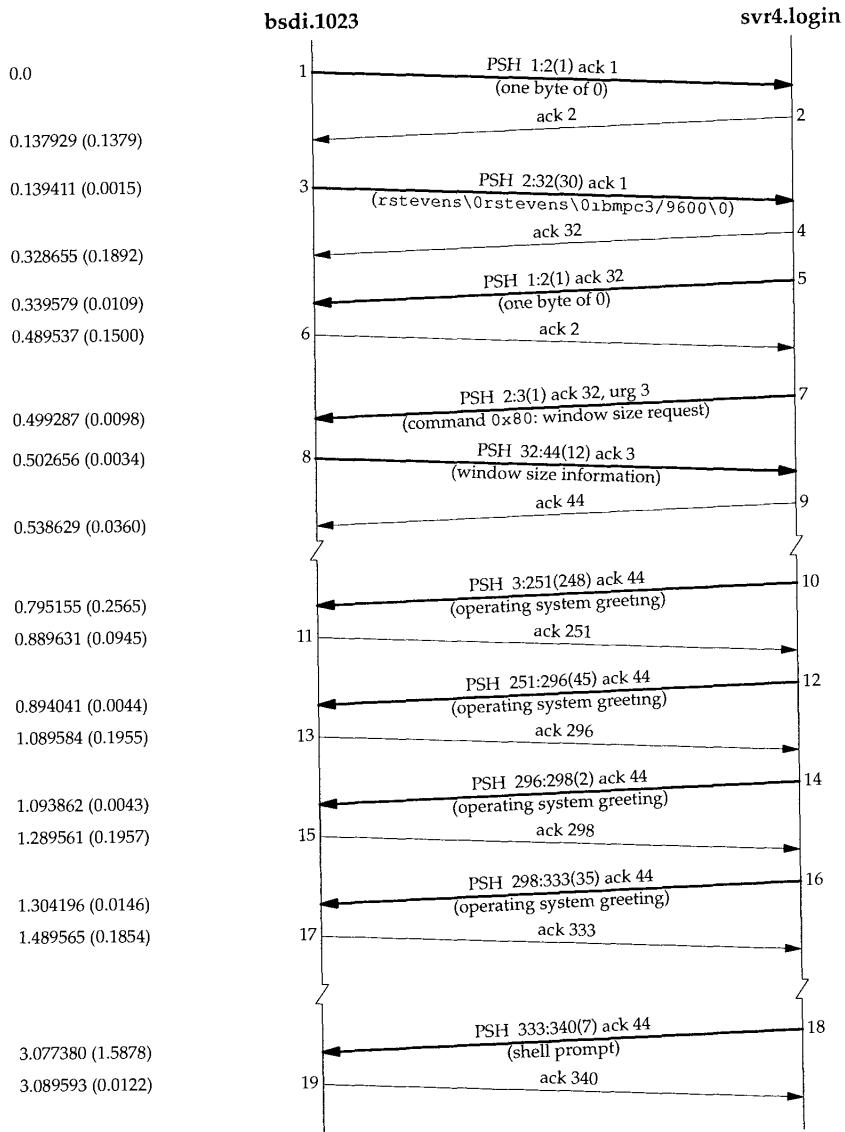 bsdi.1023 svr4.login
0.0 1 PSH 1:2(1) ack 1
(one byte of 0)
ack 2 2
0.137929 (0.1379)
0.139411 (0.0015) 3 PSH 2:32(30) ack 1
(rstevens\0rstevens\0ibmpc3/9600\0)
ack 32 4
0.328655 (0.1892)
PSH 1:2(1) ack 32 5
0.339579 (0.0109) (one byte of 0)
0.489537 (0.1500) 6 ack 2
PSH 2:3(1) ack 32, urg 3 7
0.499287 (0.0098) (command 0x80: window size request)
0.502656 (0.0034) 8 PSH 32:44(12) ack 3
(window size information)
ack 44 9
0.538629 (0.0360)
PSH 3:251(248) ack 44 10
0.795155 (0.2565) (operating system greeting)
0.889631 (0.0945) 11 ack 251
PSH 251:296(45) ack 44 12
0.894041 (0.0044) (operating system greeting)
1.089584 (0.1955) 13 ack 296
PSH 296:298(2) ack 44 14
1.093862 (0.0043) (operating system greeting)
1.289561 (0.1957) 15 ack 298
PSH 298:333(35) ack 44 16
1.304196 (0.0146) (operating system greeting)
1.489565 (0.1854) 17 ack 333
PSH 333:340(7) ack 44 18
3.077380 (1.5878) (shell prompt)
3.089593 (0.0122) 19 ack 340